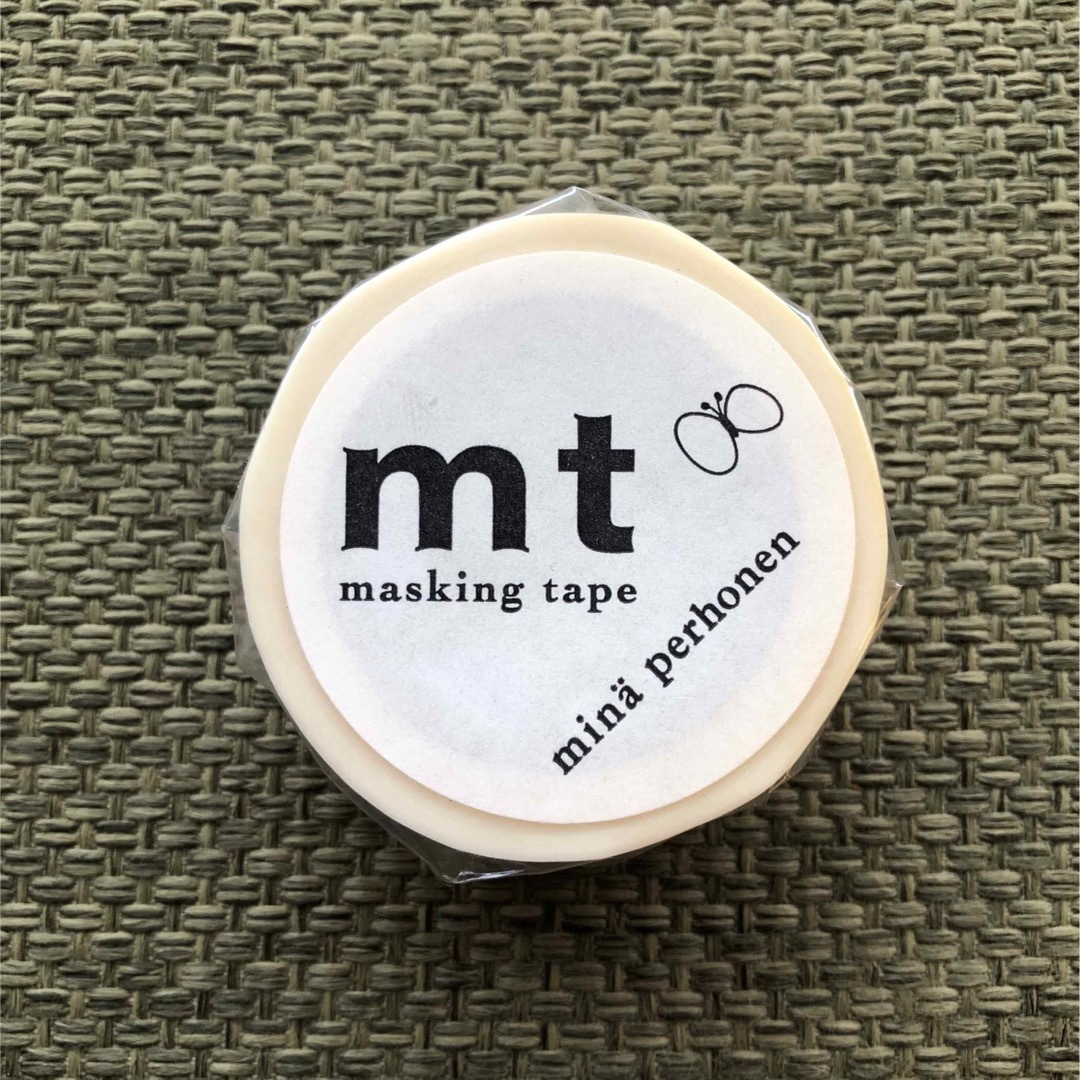 mt
masking tape
minä perhonen